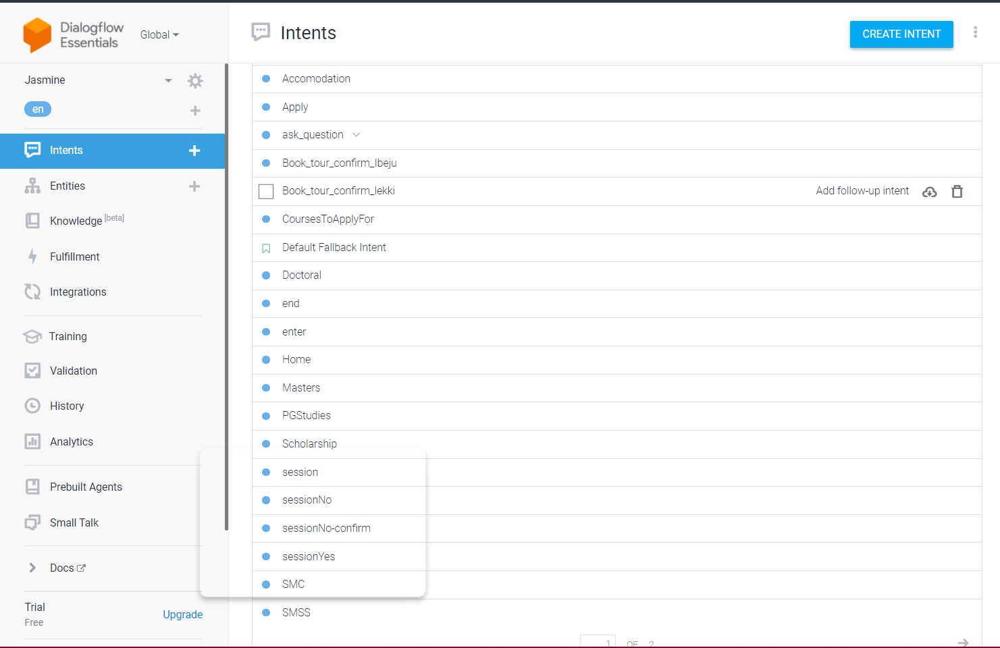 Dialogflow
Essentials
Global
Intents
CREATE INTENT
Jasmine
en
Intents
Entities
Knowledge [beta]
Fulfillment
Integrations
Training
Validation
History
Analytics
Prebuilt Agents
Small Talk
Docs
Trial
Free
Upgrade
Accomodation
Apply
ask_question
Book_tour_confirm_Ibeju
Book_tour_confirm_lekki
Add follow-up intent
CoursesToApplyFor
Default Fallback Intent
Doctoral
end
enter
Home
Masters
PGStudies
Scholarship
session
sessionNo
sessionNo-confirm
sessionYes
SMC
SMSS
1 OF 2